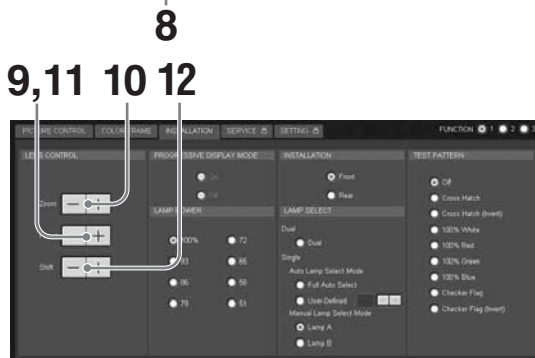 8
9,11 10 12
PICTURE CONTROL COLOR FRAME INSTALLATION SERVICE SETTING FUNCTION 1 2 3
LENS CONTROL PROGRESSIVE DISPLAY MODE INSTALLATION TEST PATTERN
On Front Off
Zoom Off Rear Cross Hatch
LAMP POWER LAMP SELECT Cross Hatch (Invert)
Dual 100% White
100% 72 Dual 100% Red
Single 100% Green
Shift 93 65 Auto Lamp Select Mode 100% Blue
86 58 Full Auto Select Checker Flag
79 51 User Defined Checker Flag (Invert)
Manual Lamp Select Mode
Lamp A
Lamp B